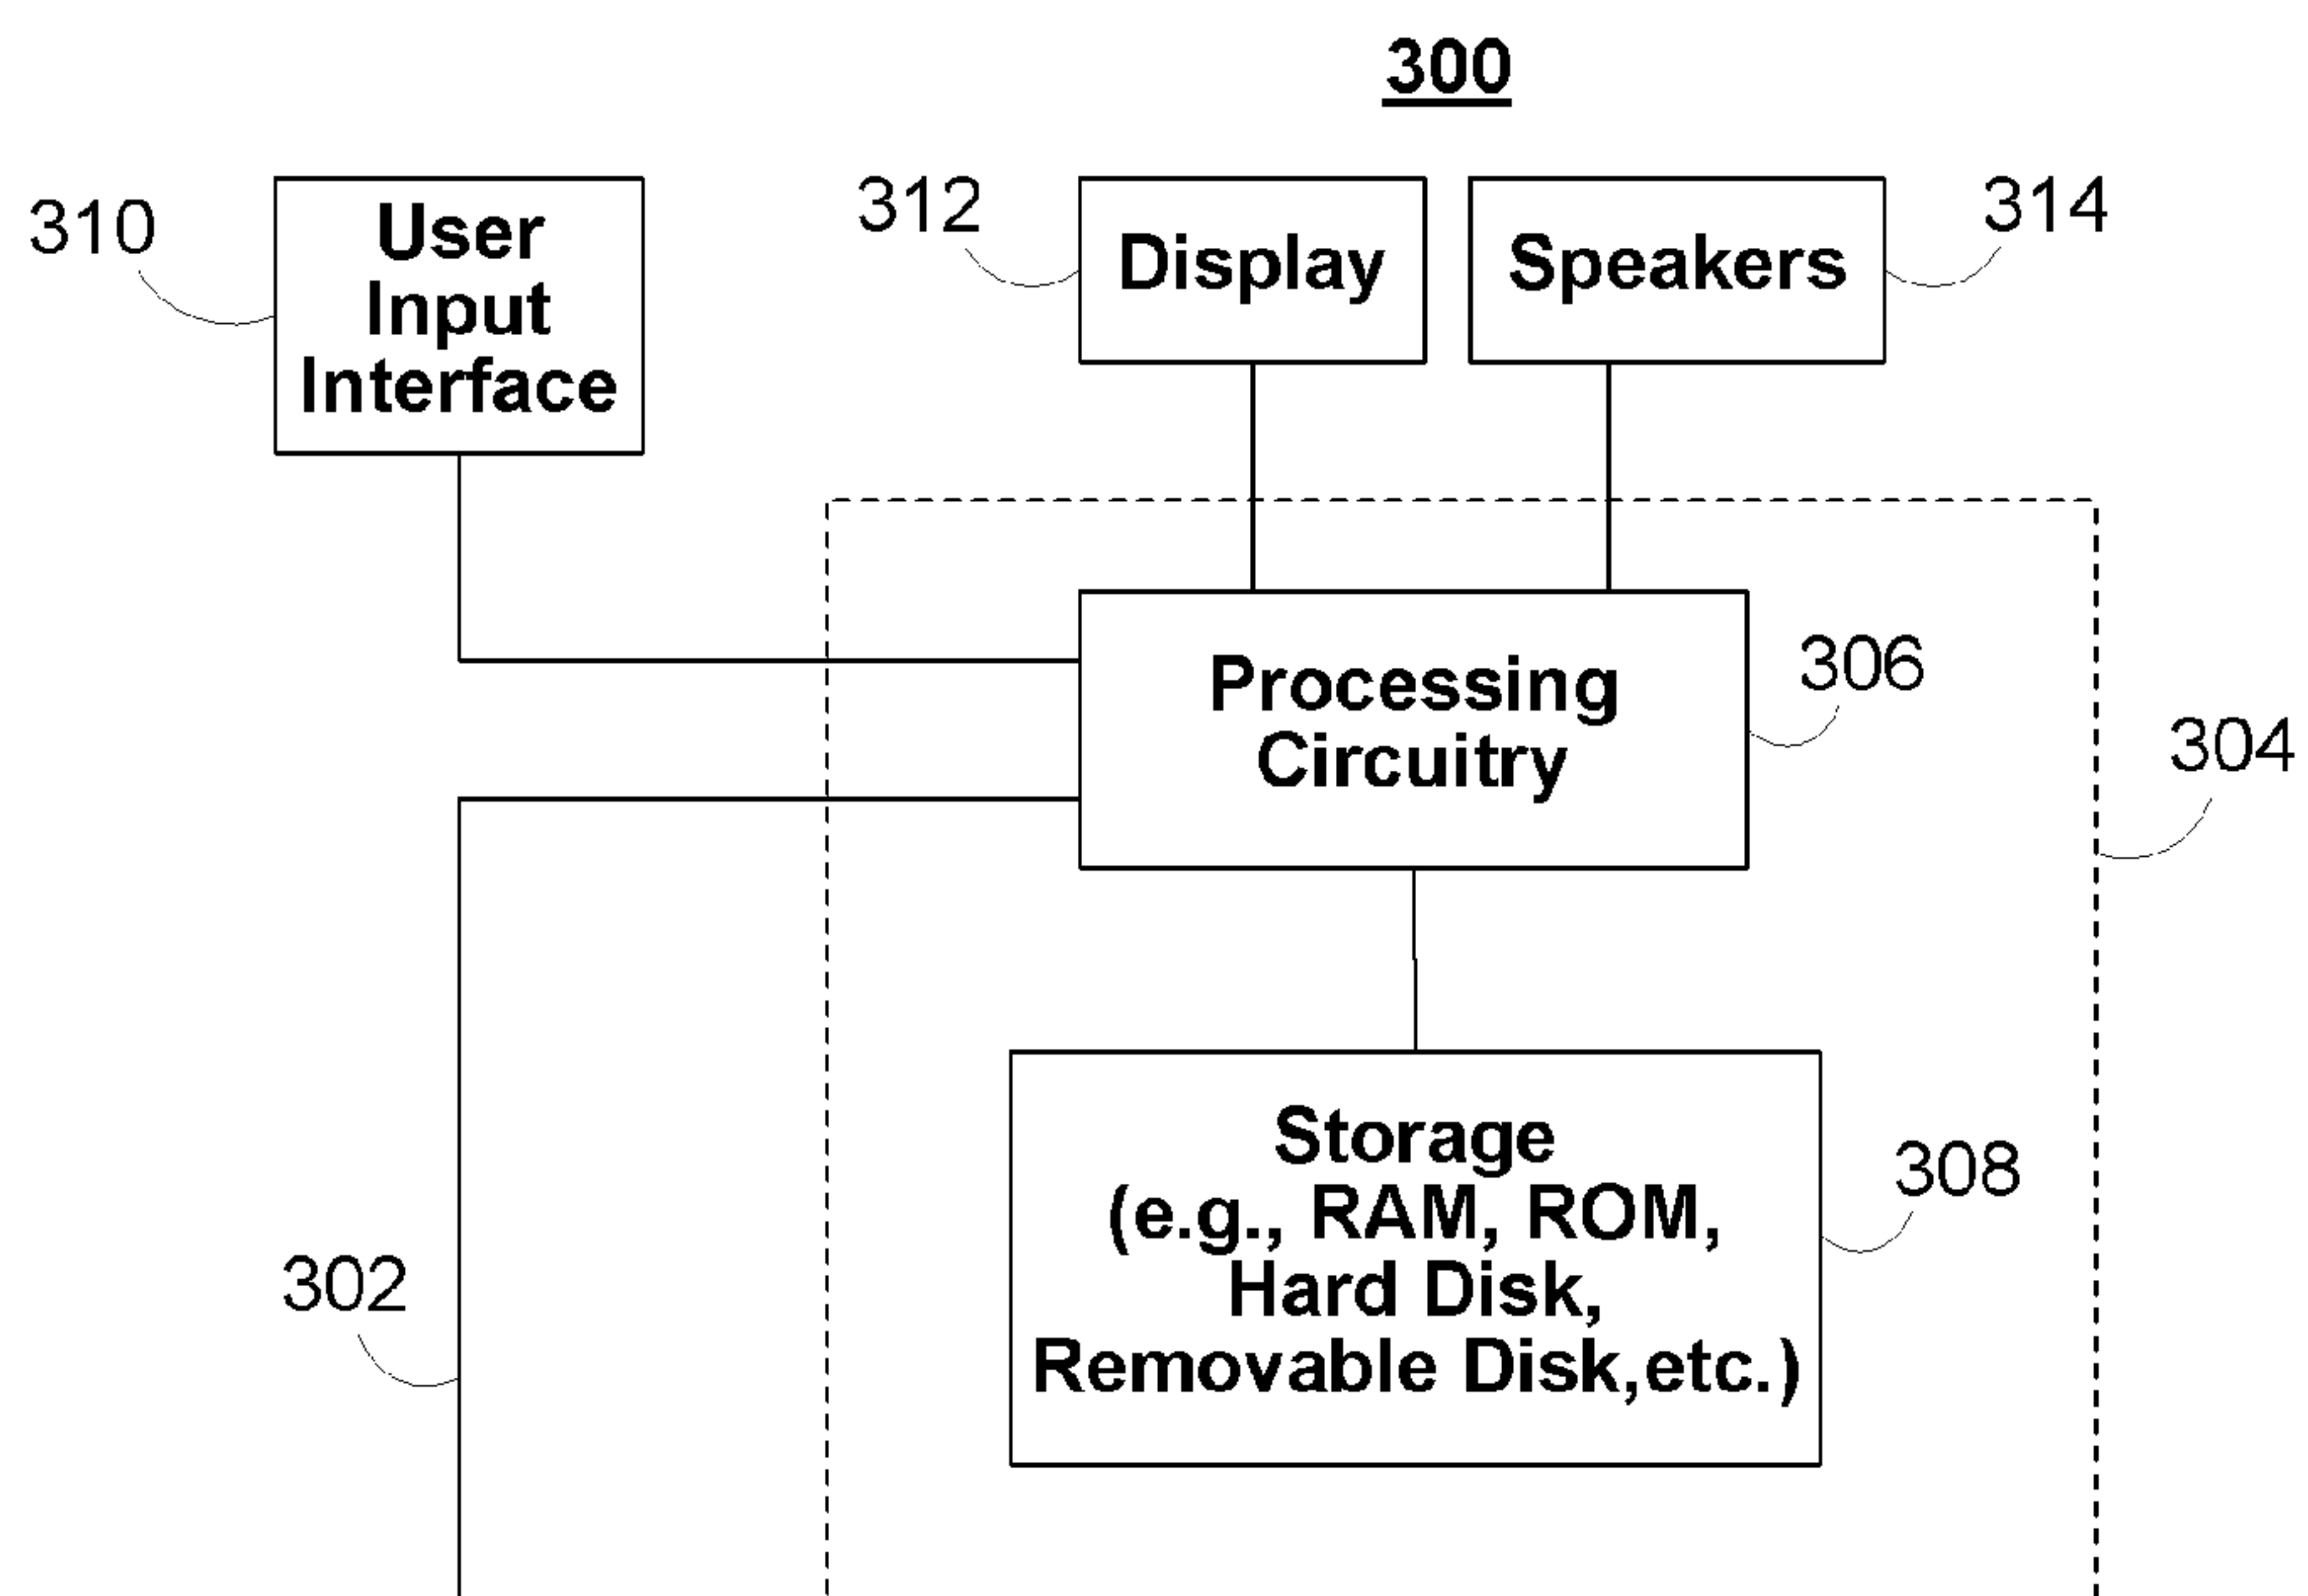 300
310
User
Input
Interface
312
Display
Speakers
314
Processing
Circuitry
306
304
Storage
(e.g., RAM, ROM,
Hard Disk,
Removable Disk,etc.)
308
302